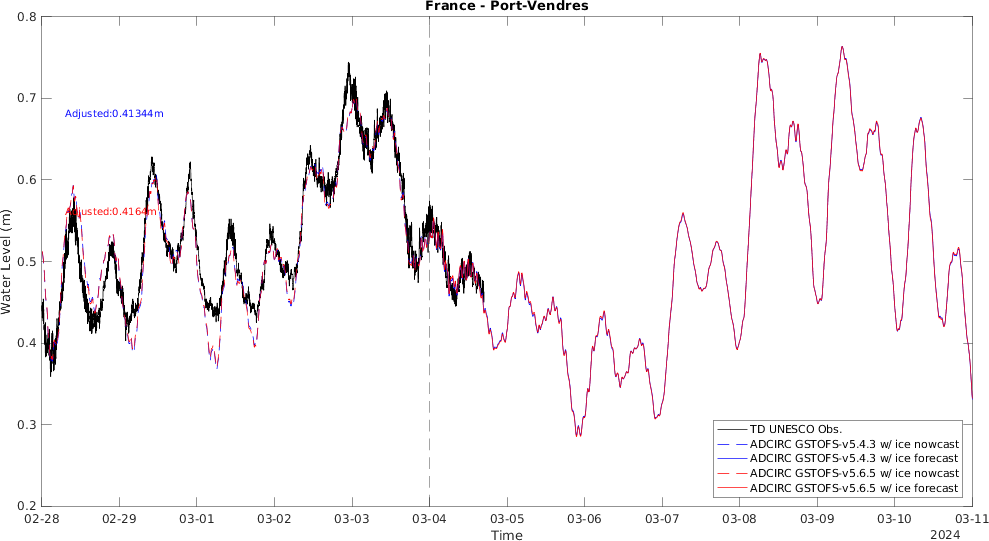 France - Port-Vendres
0.8
0.7
0.6
0.5
0.4
0.3
0.2
Water Level (m)
Adjusted:0.41344m
Adjusted:0.4164m
TD UNESCO Obs.
ADCIRC GSTOFS-v5.4.3 w/ ice nowcast
ADCIRC GSTOFS-v5.4.3 w/ ice forecast
ADCIRC GSTOFS-v5.6.5 w/ ice nowcast
ADCIRC GSTOFS-v5.6.5 w/ ice forecast
02-28 02-29 03-01 03-02 03-03 03-04 03-05 03-06 03-07 03-08 03-09 03-10 03-11
Time
2024